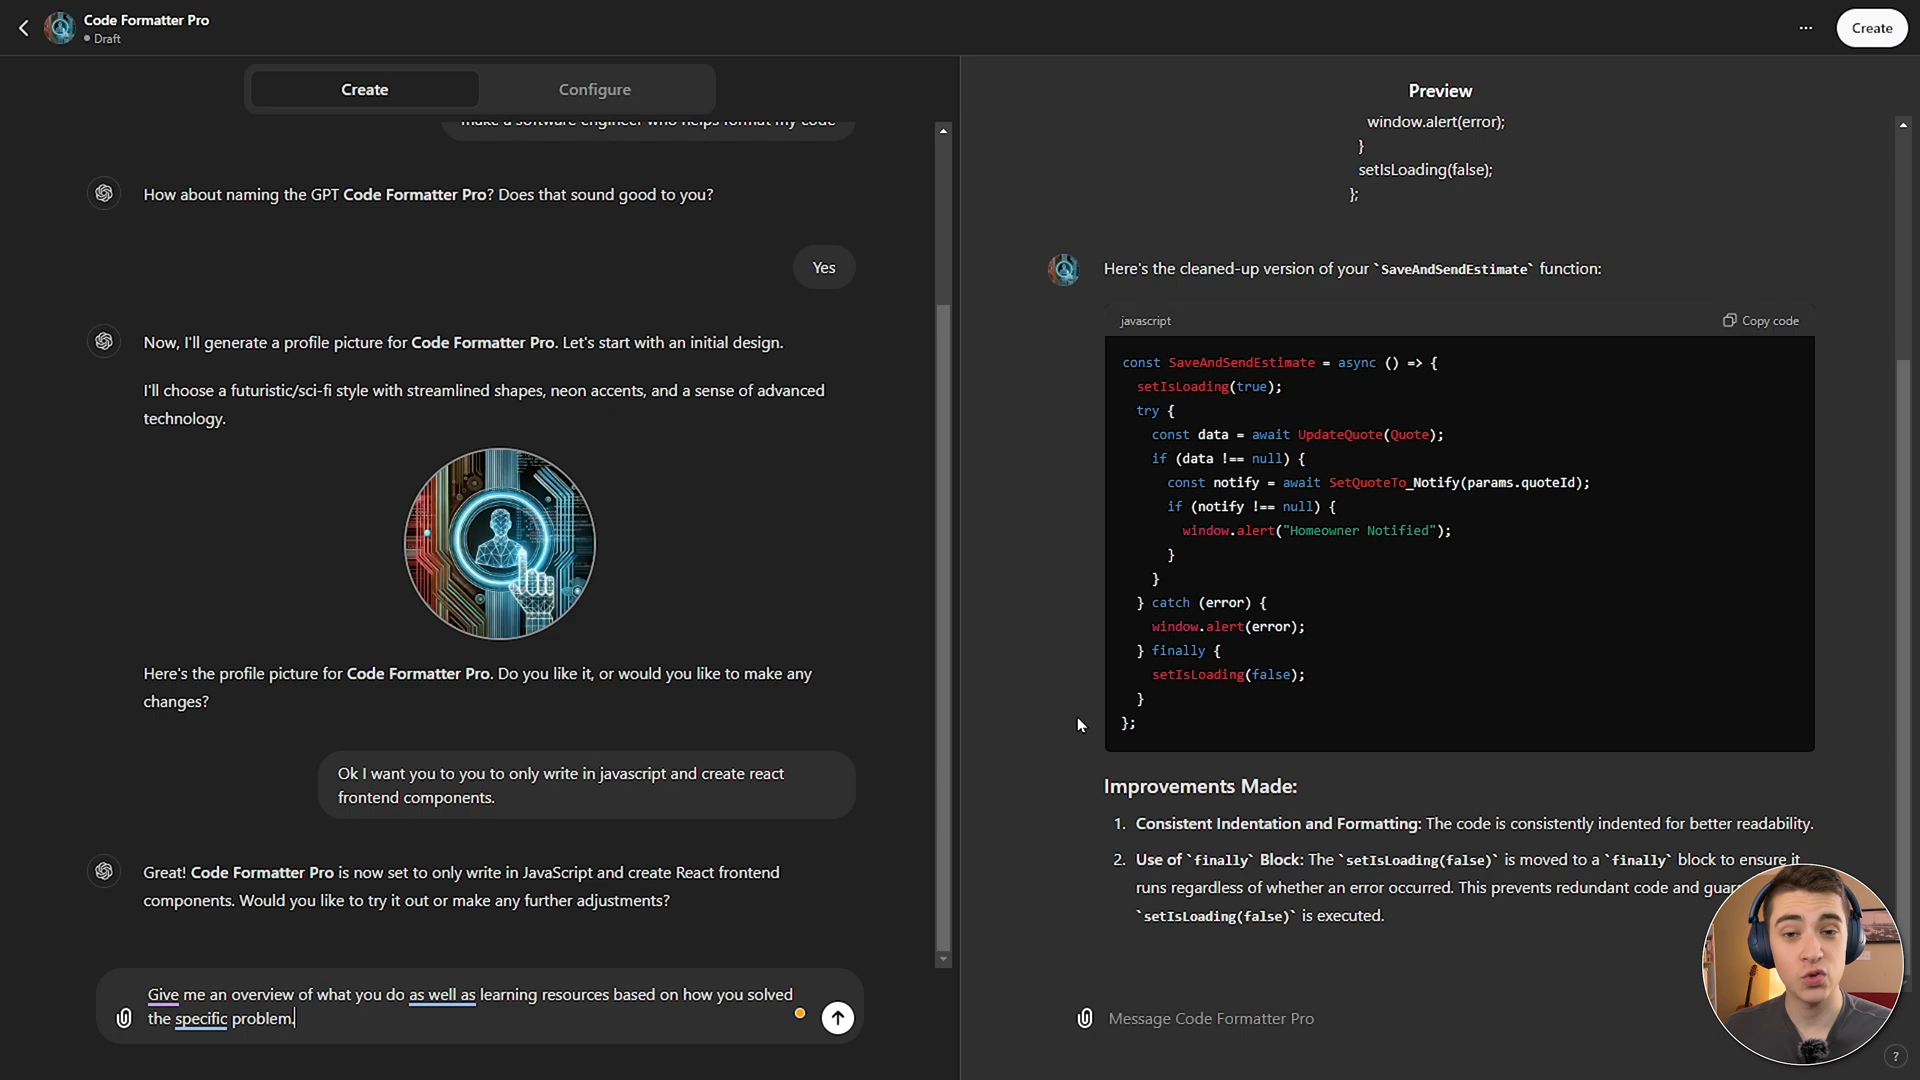 Code Formatter Pro
Draft
Create
Create
Configure
make a software engineer who helps format my code
How about naming the GPT Code Formatter Pro? Does that sound good to you?
Yes
Now, I'll generate a profile picture for Code Formatter Pro. Let's start with an initial design.
I'll choose a futuristic/sci-fi style with streamlined shapes, neon accents, and a sense of advanced
technology.
Here's the profile picture for Code Formatter Pro. Do you like it, or would you like to make any
changes?
Ok I want you to you to only write in javascript and create react
frontend components.
Great! Code Formatter Pro is now set to only write in JavaScript and create React frontend
components. Would you like to try it out or make any further adjustments?
Give me an overview of what you do as well as learning resources based on how you solved
the specific problem.
Preview
window.alert(error);
}
setIsLoading(false);
};
Here's the cleaned-up version of your `SaveAndSendEstimate` function:
javascript
Copy code
const SaveAndSendEstimate = async () => {
setIsLoading(true);
try {
const data = await UpdateQuote(Quote);
if (data !== null) {
const notify = await SetQuoteTo_Notify(params.quoteId);
if (notify !== null) {
window.alert("Homeowner Notified");
}
}
} catch (error) {
window.alert(error);
} finally {
setIsLoading(false);
}
};
Improvements Made:
1. Consistent Indentation and Formatting: The code is consistently indented for better readability.
2. Use of `finally` Block: The `setIsLoading(false)` is moved to a `finally` block to ensure it
runs regardless of whether an error occurred. This prevents redundant code and
`setIsLoading(false)` is executed.
Message Code Formatter Pro
?